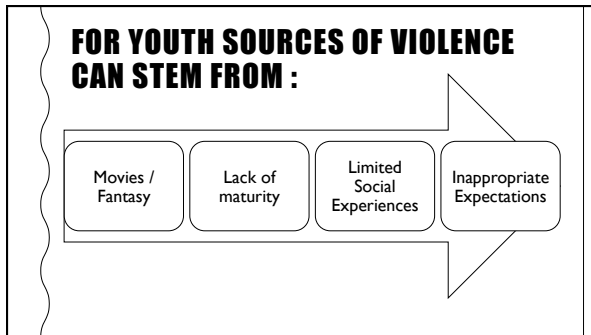 FOR YOUTH SOURCES OF VIOLENCE
CAN STEM FROM :
Movies /
Fantasy
Lack of
maturity
Limited
Social
Experiences
Inappropriate
Expectations